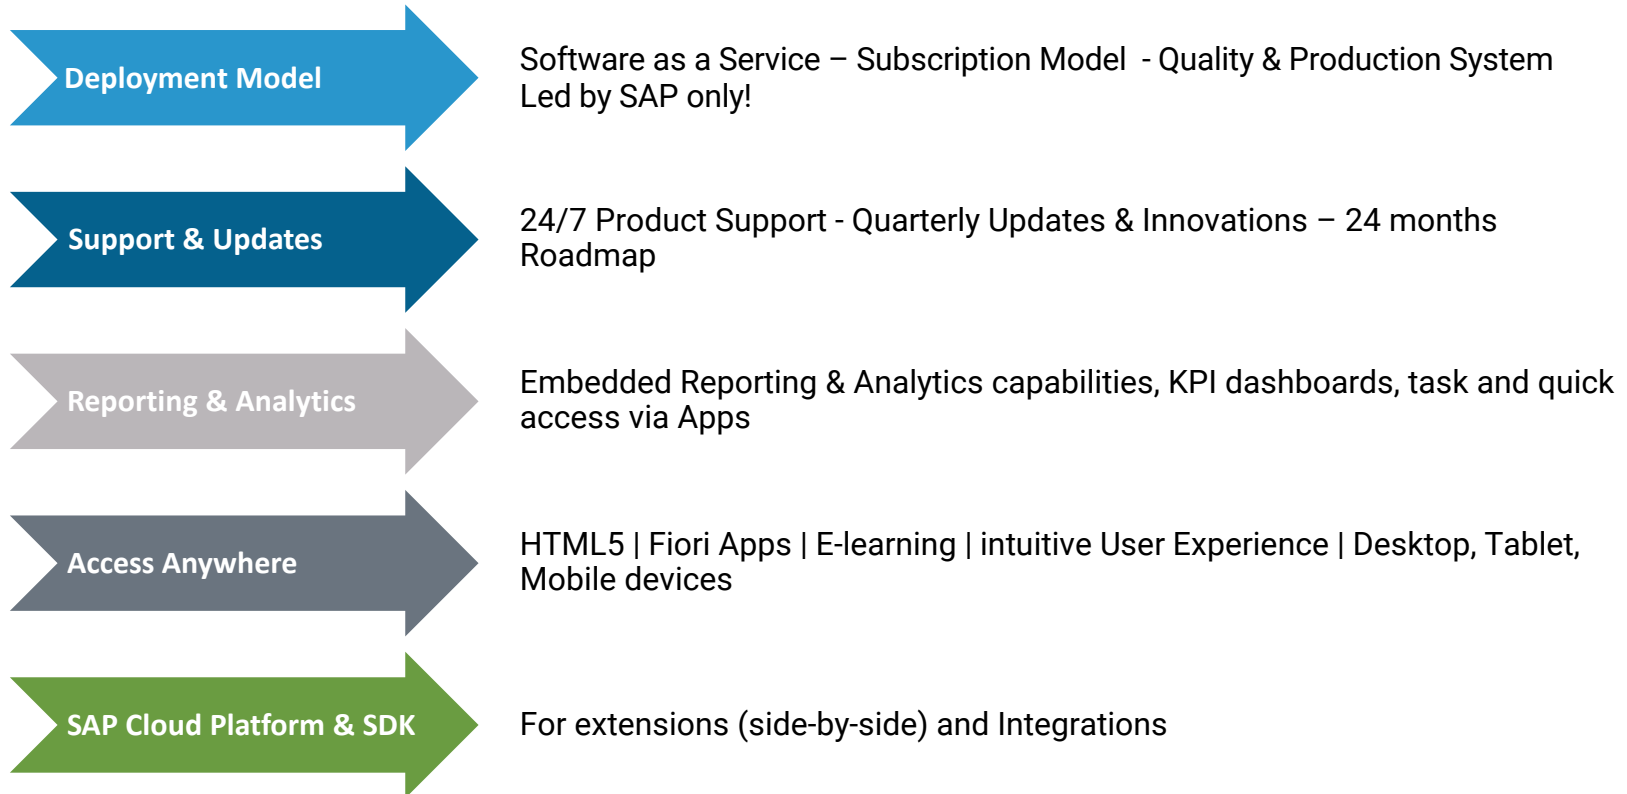 Deployment Model
Software as a Service – Subscription Model  - Quality & Production System
Led by SAP only!
Support & Updates
24/7 Product Support - Quarterly Updates & Innovations – 24 months
Roadmap
Reporting & Analytics
Embedded Reporting & Analytics capabilities, KPI dashboards, task and quick
access via Apps
Access Anywhere
HTML5 | Fiori Apps | E-learning | intuitive User Experience | Desktop, Tablet,
Mobile devices
SAP Cloud Platform & SDK
For extensions (side-by-side) and Integrations